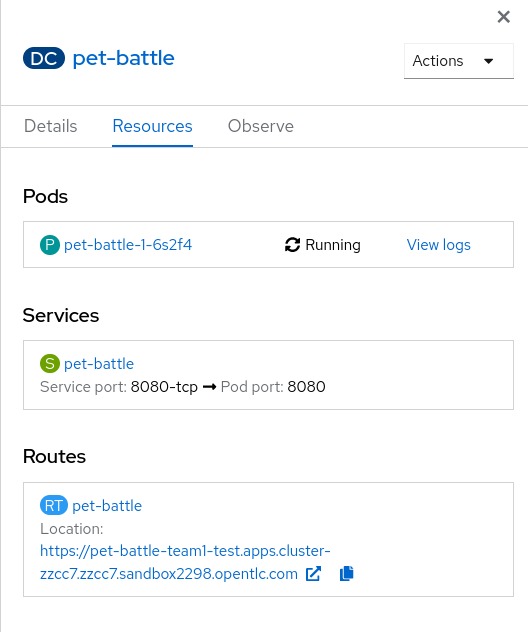 DC pet-battle
Actions
Details Resources Observe
Pods
P pet-battle-1-6s2f4 Running View logs
Services
S pet-battle
Service port: 8080-tcp → Pod port: 8080
Routes
RT pet-battle
Location:
https://pet-battle-team1-test.apps.cluster-
zzcc7.zzcc7.sandbox2298.opentlc.com